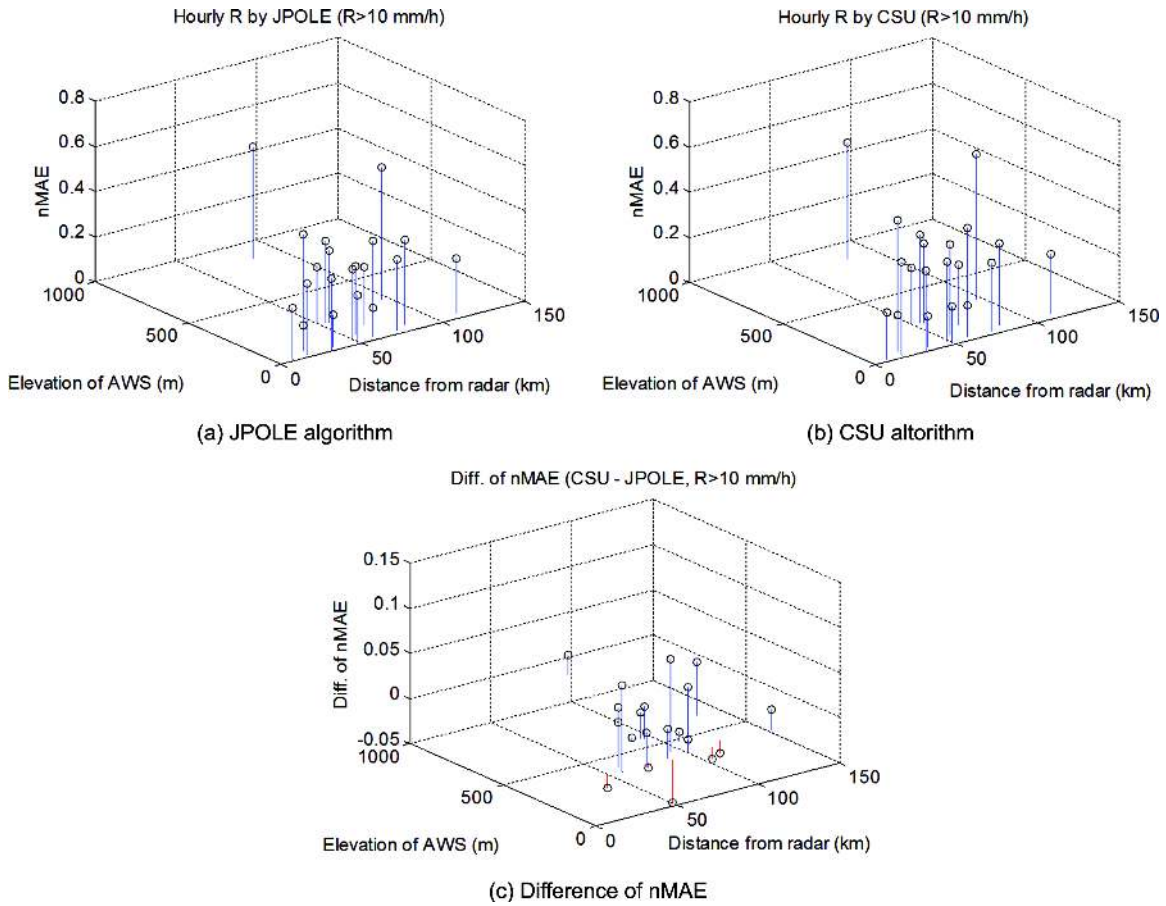 Hourly R by JPOLE (R>10 mm/h)
0.8
0.6
0.4
0.2
0
nMAE
1000
500
0
Elevation of AWS (m)
0
50
100
150
Distance from radar (km)
(a) JPOLE algorithm
Hourly R by CSU (R>10 mm/h)
0.8
0.6
0.4
0.2
0
nMAE
1000
500
0
Elevation of AWS (m)
0
50
100
150
Distance from radar (km)
(b) CSU altorithm
Diff. of nMAE (CSU - JPOLE, R>10 mm/h)
0.15
0.1
0.05
0
-0.05
Diff. of nMAE
1000
500
0
Elevation of AWS (m)
0
50
100
150
Distance from radar (km)
(c) Difference of nMAE